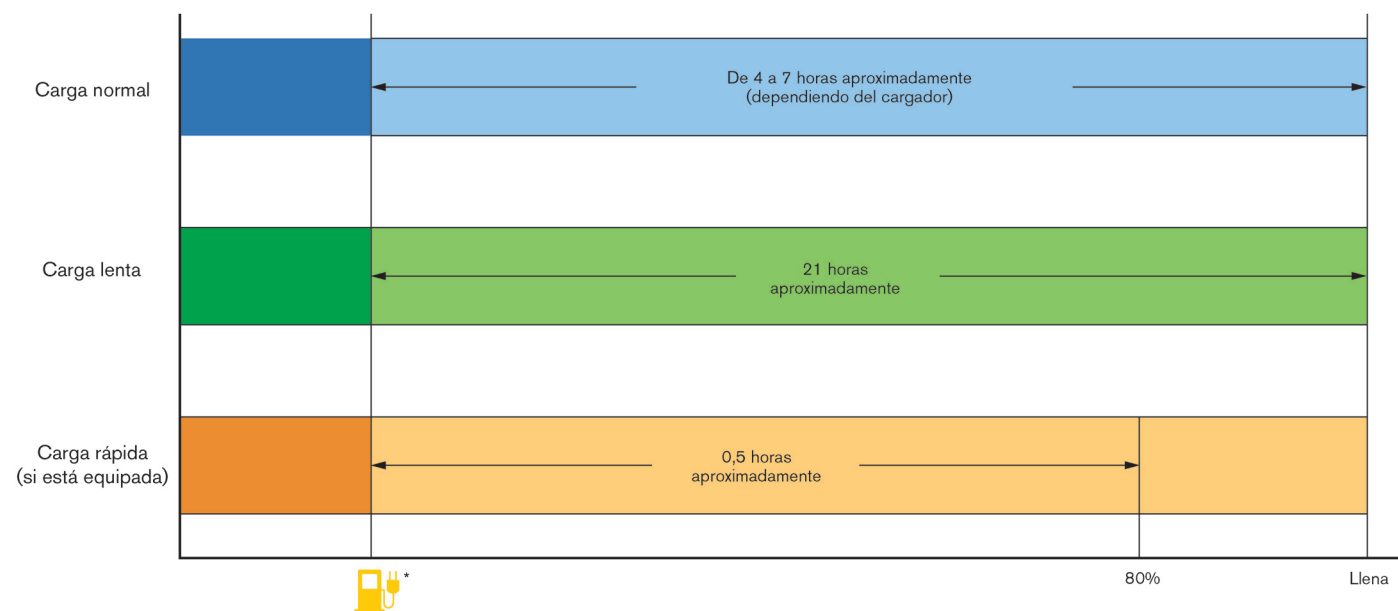 Carga normal
De 4 a 7 horas aproximadamente
(dependiendo del cargador)
Carga lenta
21 horas
aproximadamente
Carga rápida
(si está equipada)
0,5 horas
aproximadamente
*
80%
Llena